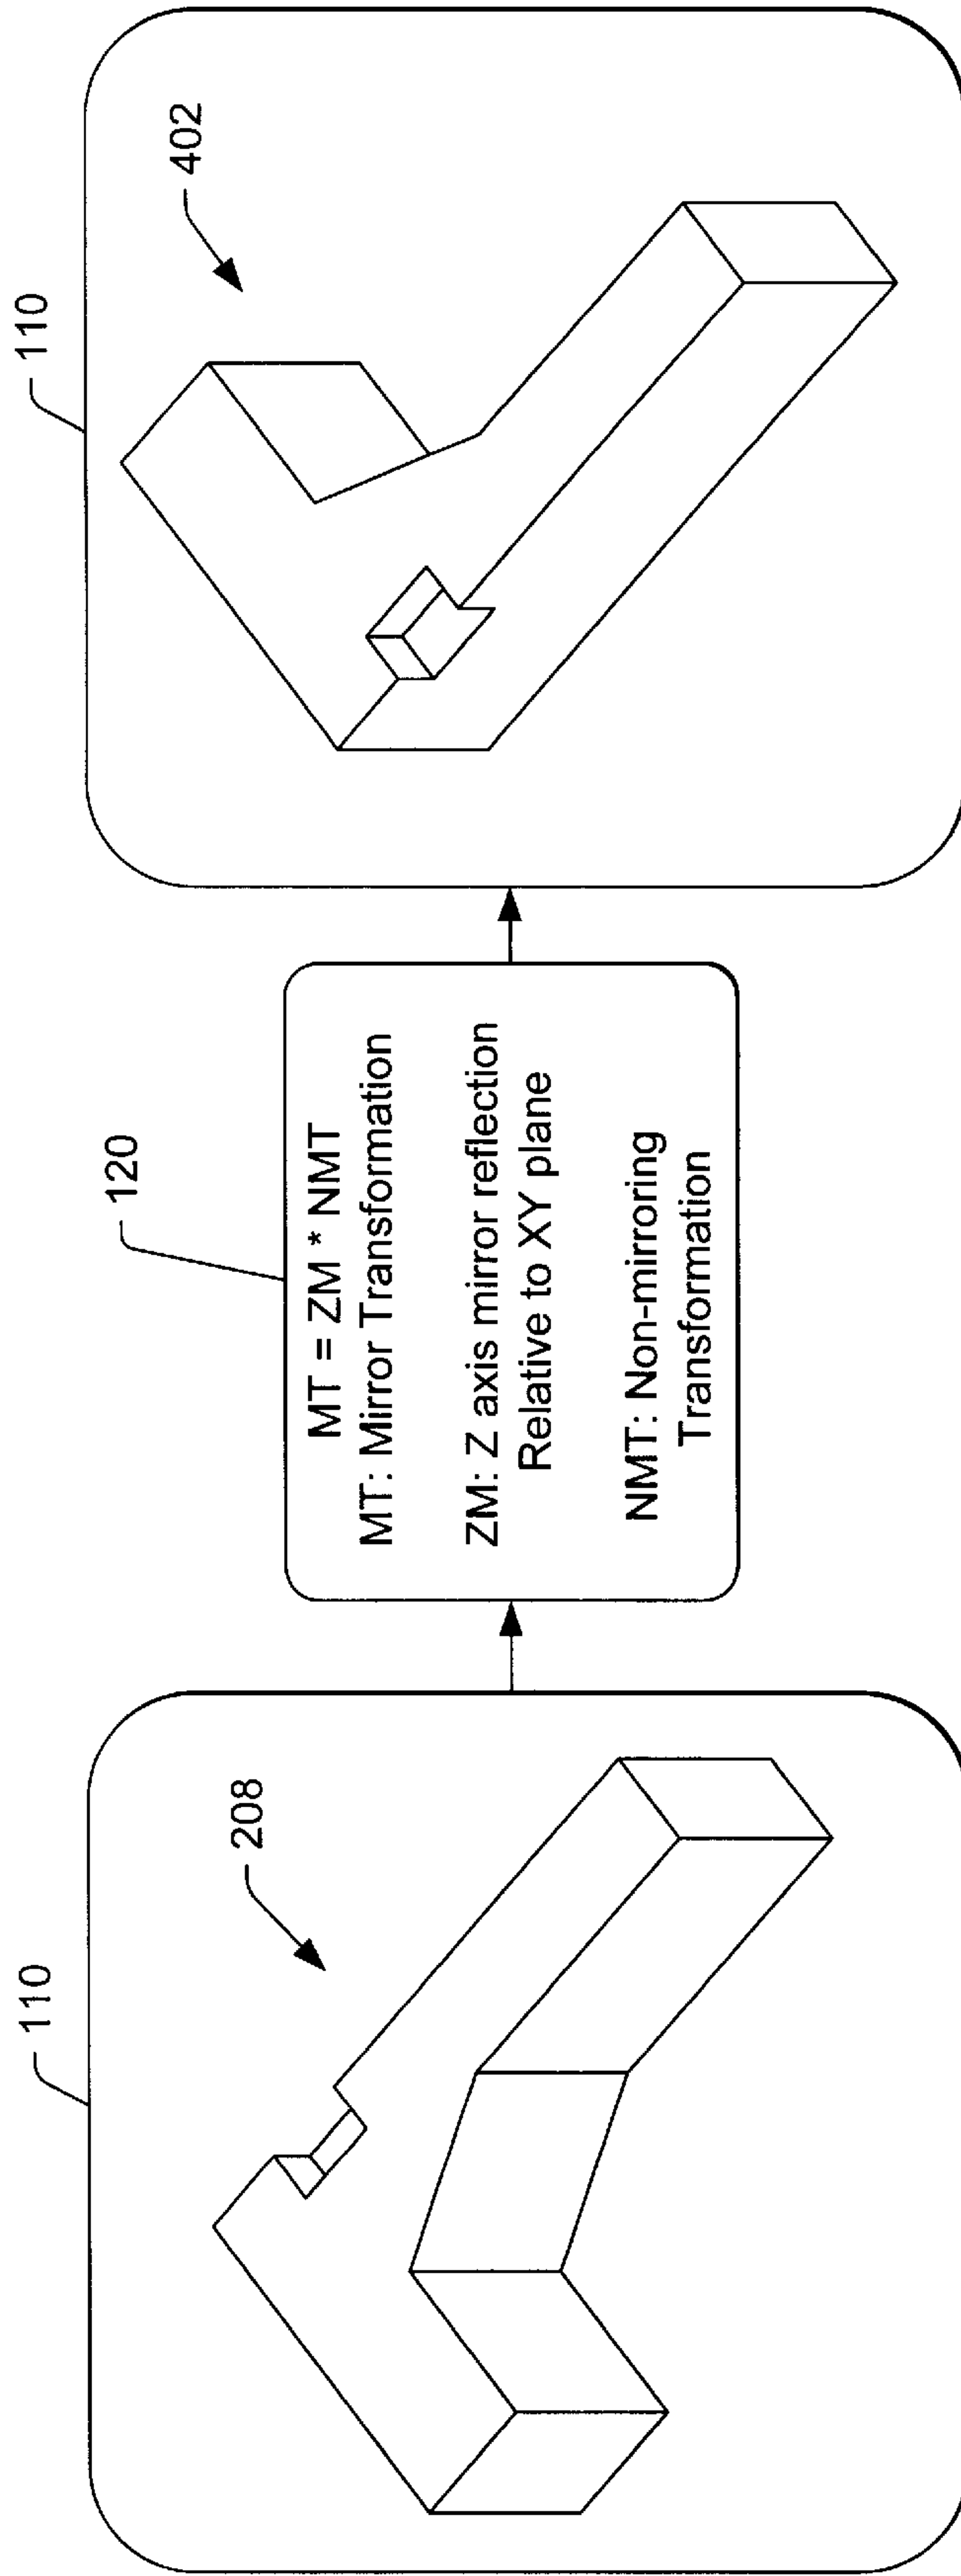 110
208
120
MT = ZM * NMT
MT: Mirror Transformation
ZM: Z axis mirror reflection
Relative to XY plane
NMT: Non-mirroring
Transformation
110
402